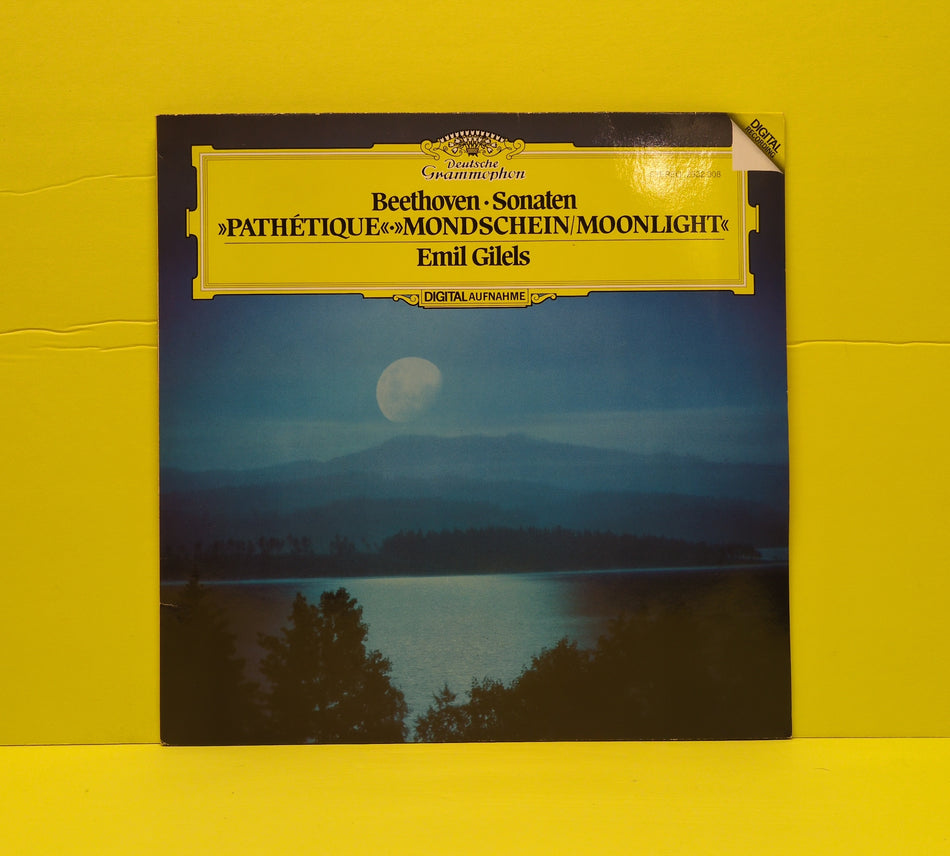 DIGITAL
RECORDING
Deutsche
Grammophon
Beethoven · Sonaten
»PATHÉTIQUE«·»MONDSCHEIN/MOONLIGHT«
Emil Gilels
DIGITAL AUFNAHME